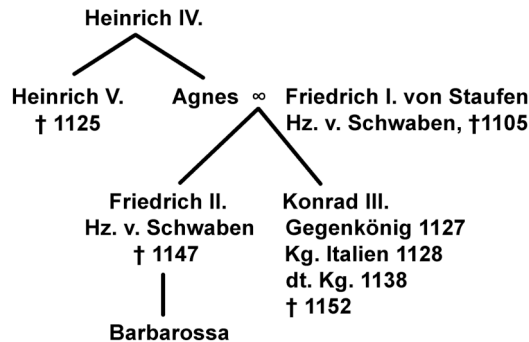 Heinrich IV.
Heinrich V.
† 1125
Agnes ∞ Friedrich I. von Staufen
Hz. v. Schwaben, †1105
Friedrich II.
Hz. v. Schwaben
† 1147
Konrad III.
Gegenkönig 1127
Kg. Italien 1128
dt. Kg. 1138
† 1152
Barbarossa